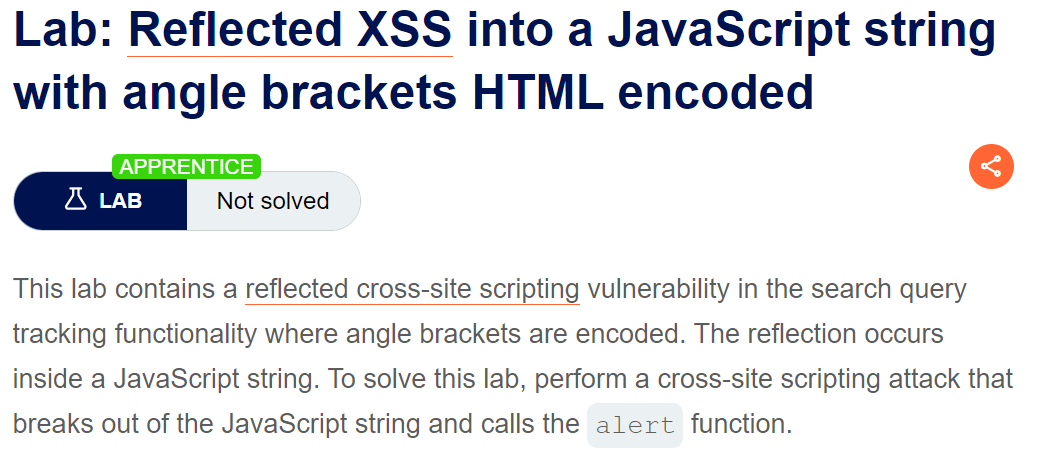 Lab: Reflected XSS into a JavaScript string
with angle brackets HTML encoded
APPRENTICE
LAB Not solved
This lab contains a reflected cross-site scripting vulnerability in the search query
tracking functionality where angle brackets are encoded. The reflection occurs
inside a JavaScript string. To solve this lab, perform a cross-site scripting attack that
breaks out of the JavaScript string and calls the alert function.